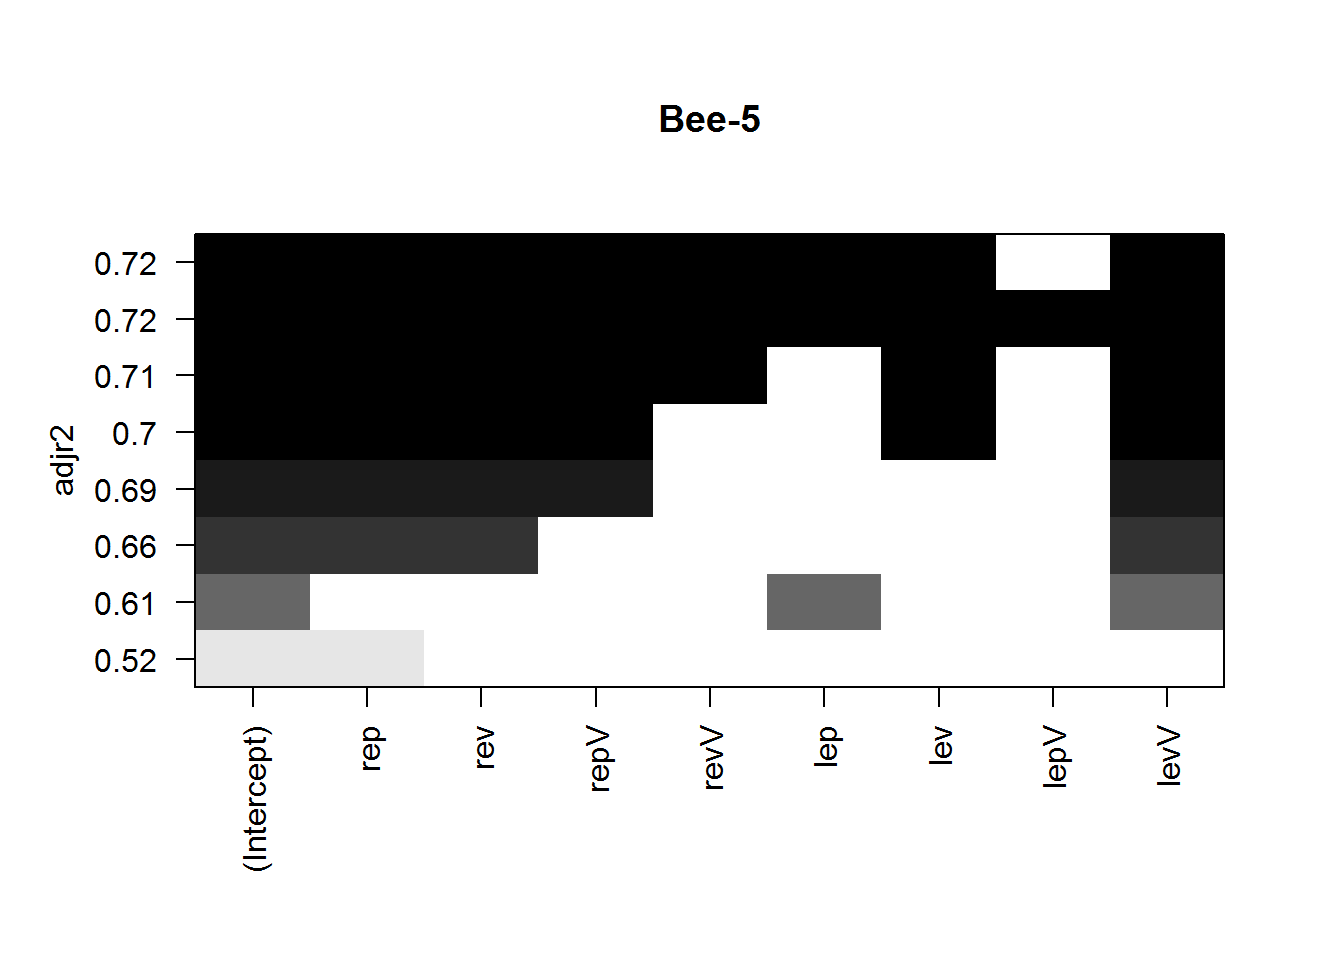 Bee-5
adjr2
0.72
0.72
0.71
0.7
0.69
0.66
0.61
0.52
(Intercept)
rep
rev
repV
revV
lep
lev
lepV
levV